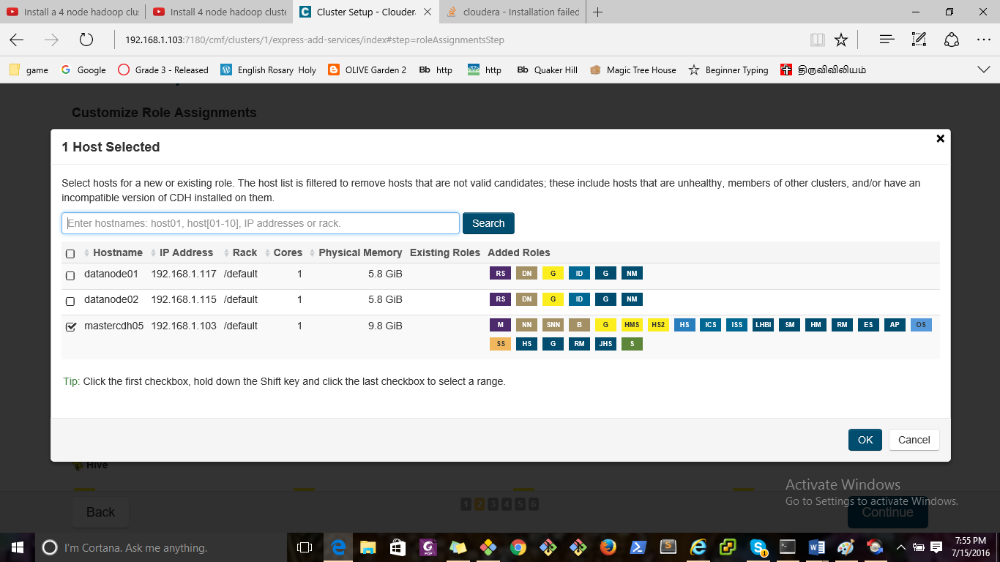 Install a 4 node hadoop clu:
Install 4 node hadoop cluste
Cluster Setup - Clouder
cloudera - Installation failed
192.168.1.103:7180/cmf/clusters/1/express-add-services/index#step=roleAssignmentsStep
game Google Grade 3 - Released English Rosary Holy OLIVE Garden 2 Bb http http Bb Quaker Hill Magic Tree House Beginner Typing திருவிவிலியம்
Customize Role Assignments
1 Host Selected
Select hosts for a new or existing role. The host list is filtered to remove hosts that are not valid candidates; these include hosts that are unhealthy, members of other clusters, and/or have an
incompatible version of CDH installed on them.
Enter hostnames: host01, host[01-10], IP addresses or rack.
Search
Hostname IP Address Rack Cores Physical Memory Existing Roles Added Roles
datanode01 192.168.1.117 /default 1 5.8 GiB RS DN G ID G NM
datanode02 192.168.1.115 /default 1 5.8 GiB RS DN G ID G NM
mastercdh05 192.168.1.103 /default 1 9.8 GiB M NN SNN B G HMS HS2 HS ICS ISS LHBI SM HM RM ES AP OS
SS HS G RM JHS S
Tip: Click the first checkbox, hold down the Shift key and click the last checkbox to select a range.
OK Cancel
Hive
Activate Windows
Go to Settings to activate Windows.
Back 1 2 3 4 5 6 Continue
I'm Cortana. Ask me anything.
7:55 PM
7/15/2016